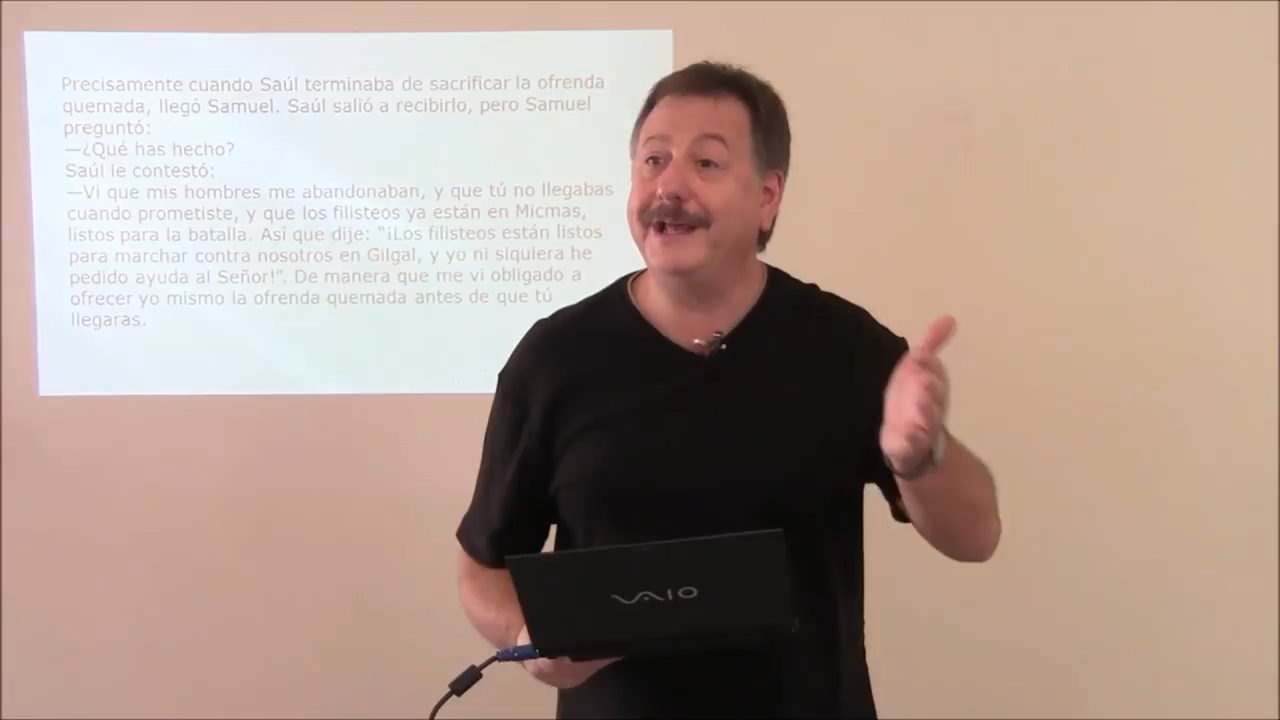 Precisamente cuando Saúl terminaba de sacrificar la ofrenda
quemada, llegó Samuel. Saúl salió a recibirlo, pero Samuel
preguntó:
—¿Qué has hecho?
Saúl le contestó:
—Vi que mis hombres me abandonaban, y que tú no llegabas
cuando prometiste, y que los filisteos ya están en Micmas,
listos para la batalla. Así que dije: “¡Los filisteos están listos
para marchar contra nosotros en Gilgal, y yo ni siquiera he
pedido ayuda al Señor!”. De manera que me vi obligado a
ofrecer yo mismo la ofrenda quemada antes de que tú
llegaras.
VAIO